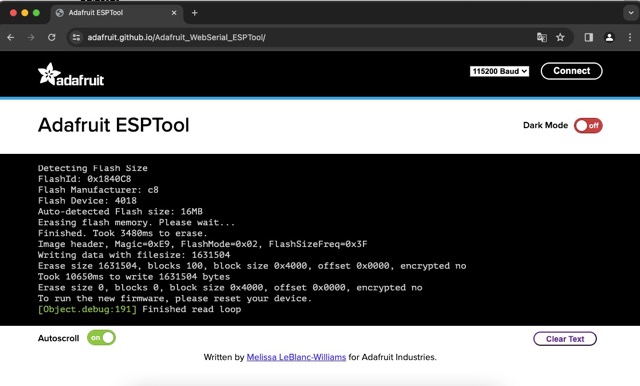 Adafruit ESPTool
adafruit.github.io/Adafruit_WebSerial_ESPTool/
adafruit
115200 Baud
Connect
Adafruit ESPTool
Dark Mode
off
Detecting Flash Size
FlashId: 0x1840C8
Flash Manufacturer: c8
Flash Device: 4018
Auto-detected Flash size: 16MB
Erasing flash memory. Please wait...
Finished. Took 3480ms to erase.
Image header, Magic=0xE9, FlashMode=0x02, FlashSizeFreq=0x3F
Writing data with filesize: 1631504
Erase size 1631504, blocks 100, block size 0x4000, offset 0x0000, encrypted no
Took 10650ms to write 1631504 bytes
Erase size 0, blocks 0, block size 0x4000, offset 0x0000, encrypted no
To run the new firmware, please reset your device.
[Object.debug:191] Finished read loop
Autoscroll
on
Clear Text
Written by Melissa LeBlanc-Williams for Adafruit Industries.